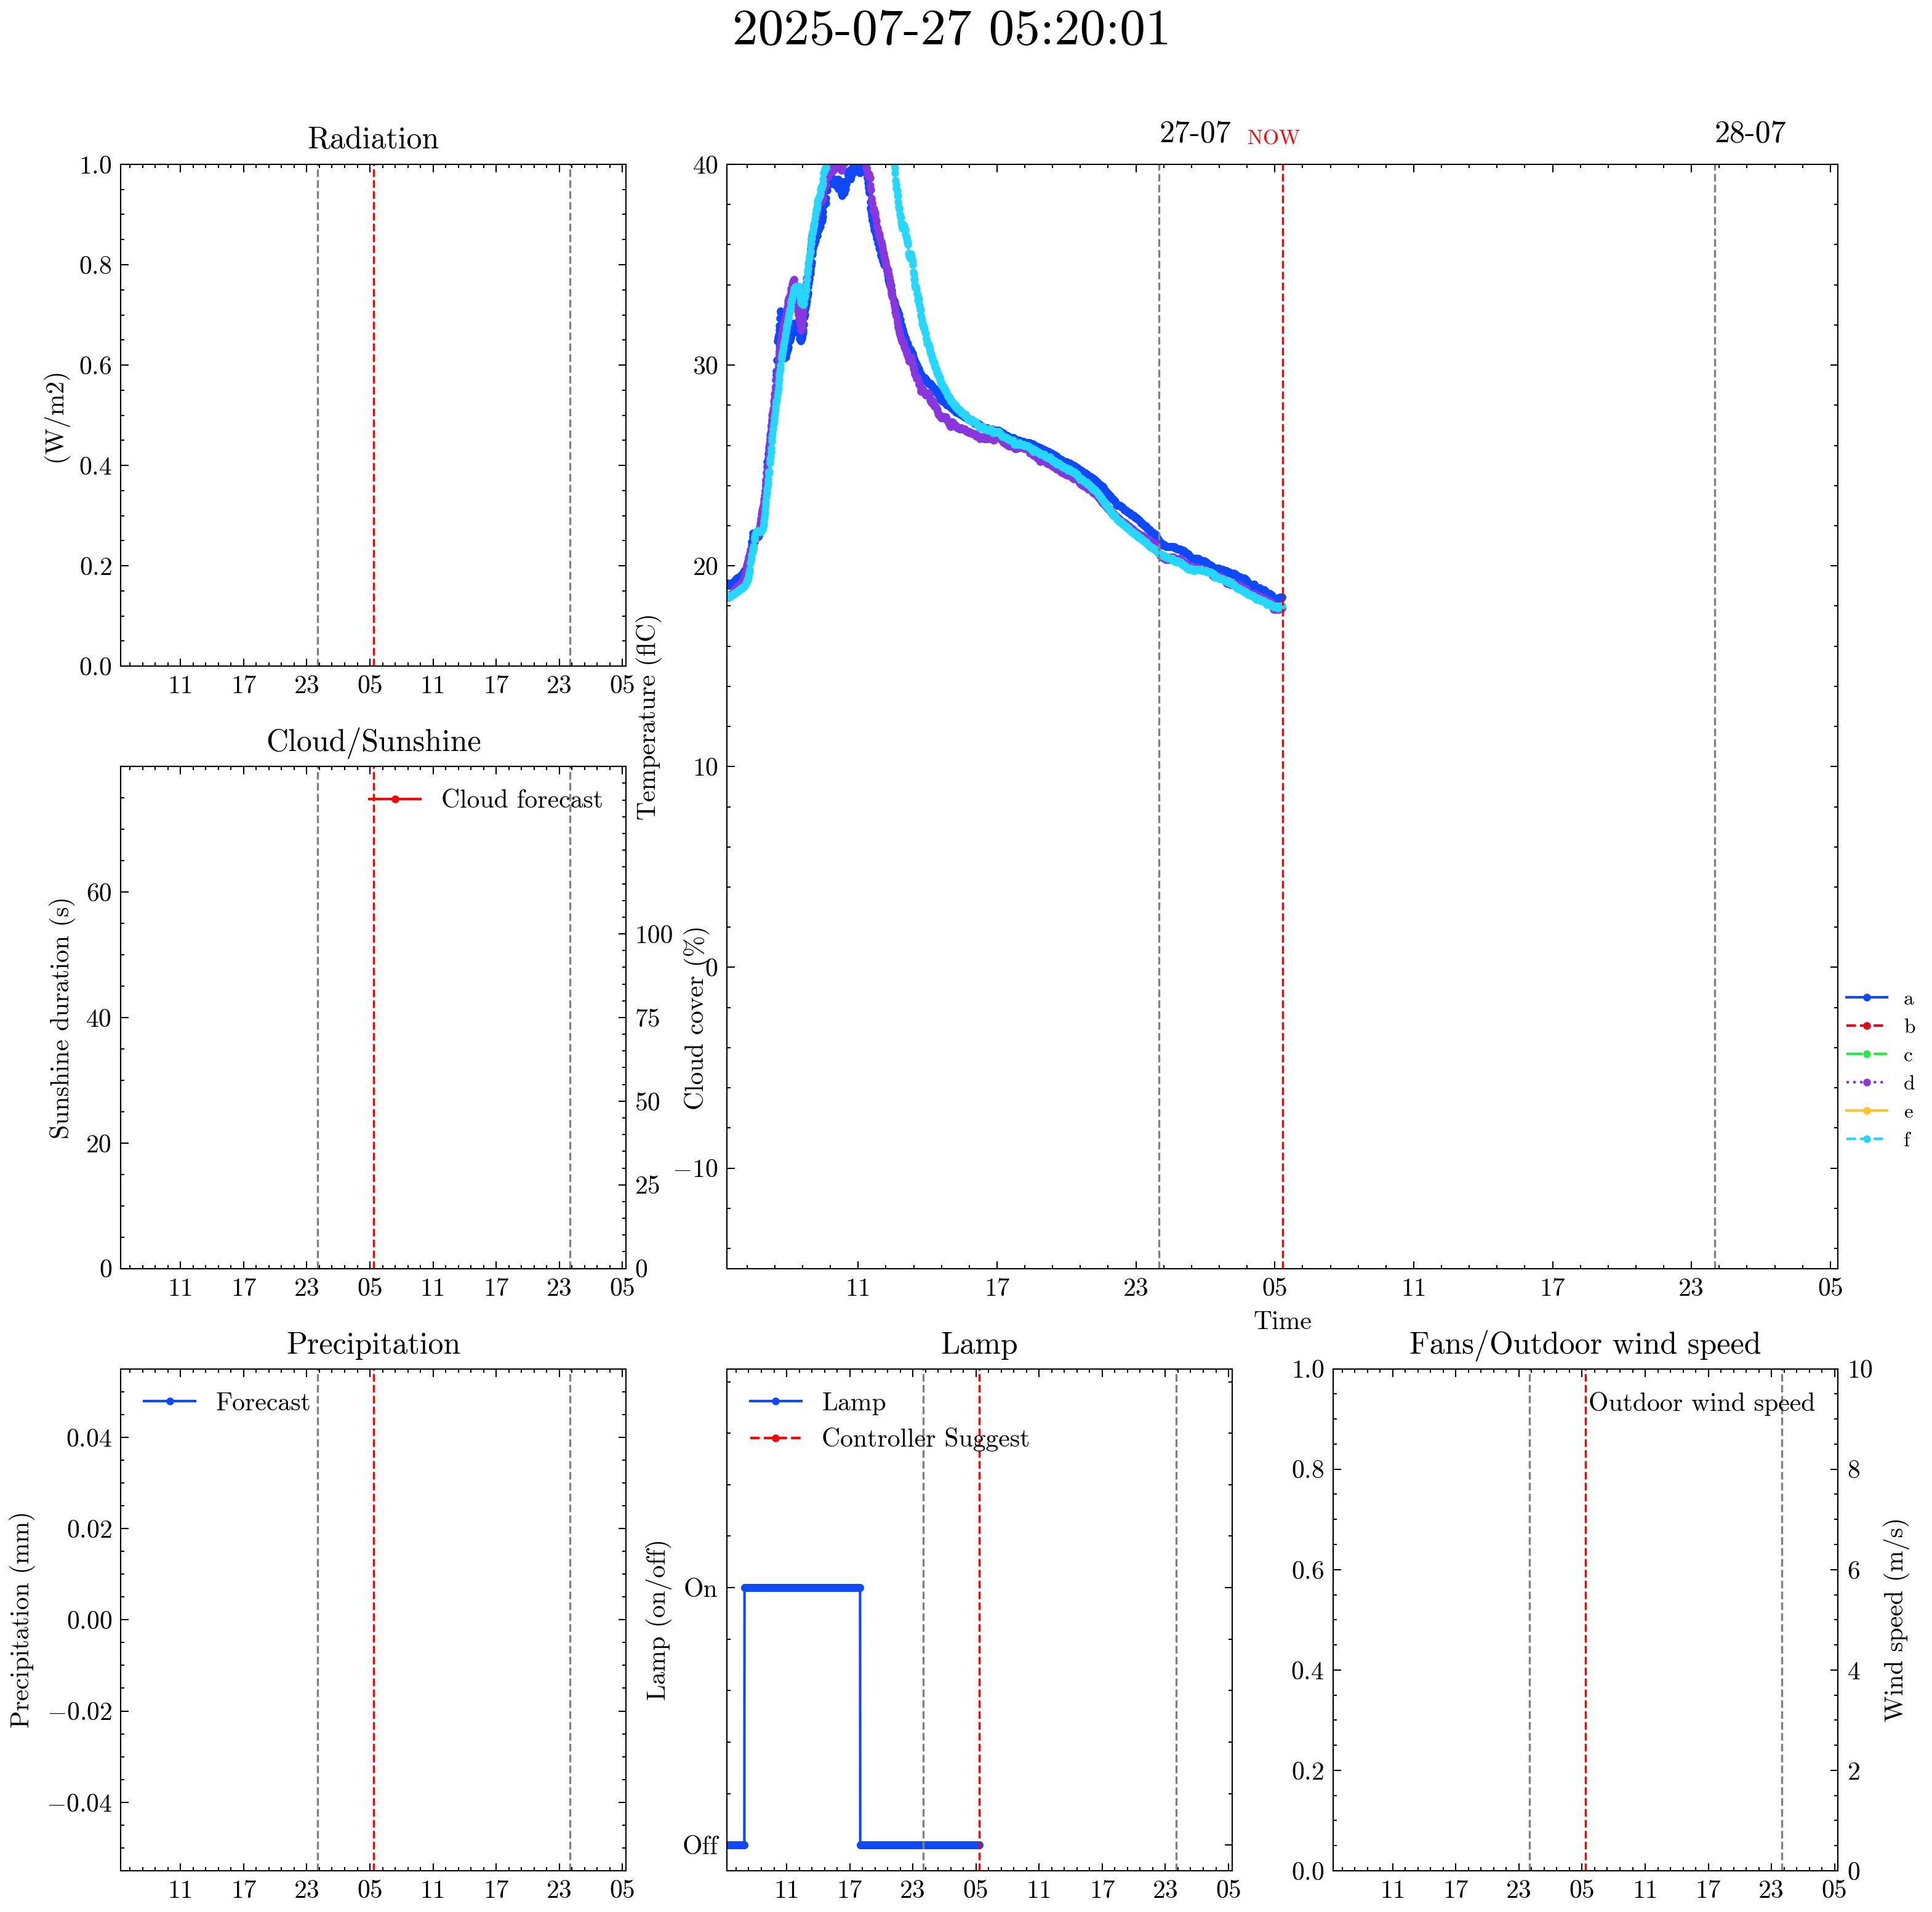 2025-07-27 05:20:01
Radiation
1.0
0.8
0.6
0.4
0.2
0.0
(W/m2)
11 17 23 05 11 17 23 05
27-07 NOW 28-07
40
30
20
10
0
−10
Temperature (flC)
11 17 23 05 11 17 23 05
Time
a
b
c
d
e
f
Cloud/Sunshine
Cloud forecast
60
40
20
0
Sunshine duration (s)
100
75
50
25
0
Cloud cover (%)
11 17 23 05 11 17 23 05
Precipitation
Forecast
0.04
0.02
0.00
−0.02
−0.04
Precipitation (mm)
11 17 23 05 11 17 23 05
Lamp
Lamp
Controller Suggest
On
Off
Lamp (on/off)
11 17 23 05 11 17 23 05
Fans/Outdoor wind speed
Outdoor wind speed
1.0
0.8
0.6
0.4
0.2
0.0
10
8
6
4
2
0
Wind speed (m/s)
11 17 23 05 11 17 23 05